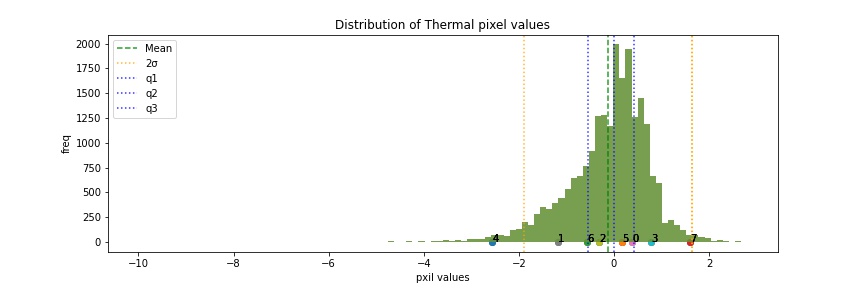 Distribution of Thermal pixel values
Mean
2σ
q1
q2
q3
freq
2000
1750
1500
1250
1000
750
500
250
0
4 1 6 2 5 0 3 7
−10 −8 −6 −4 −2 0 2
pxil values